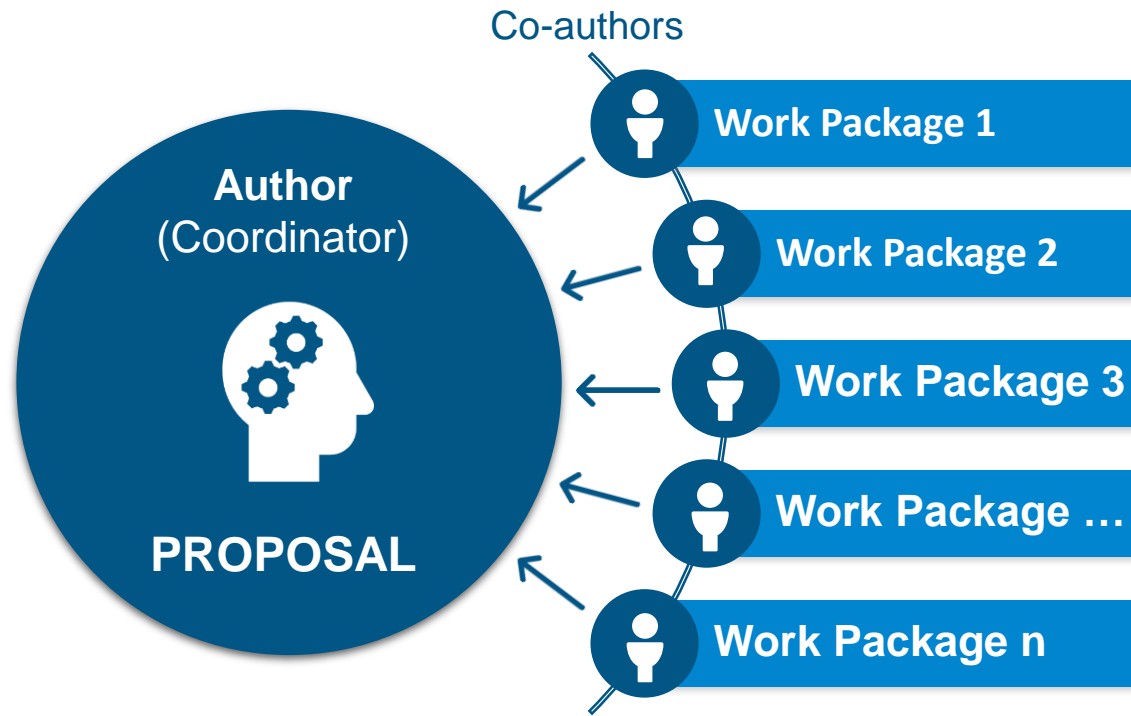 Co-authors
Author
(Coordinator)
PROPOSAL
Work Package 1
Work Package 2
Work Package 3
Work Package …
Work Package n